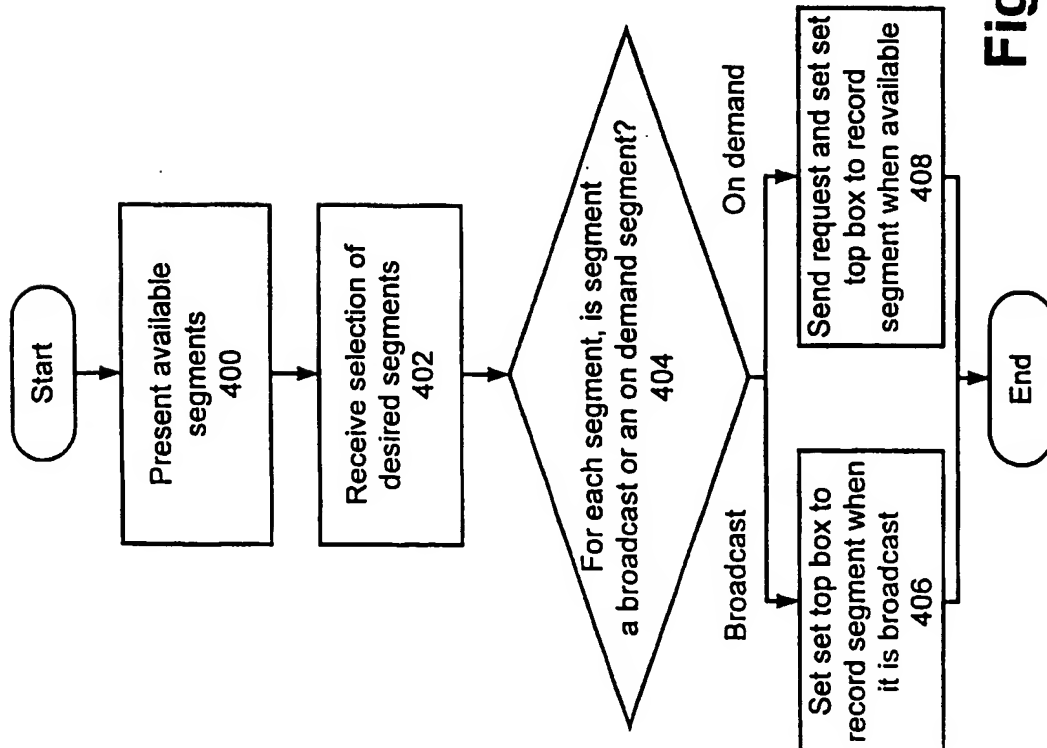 Start
Present available
segments
400
Receive selection of
desired segments
402
For each segment, is segment
a broadcast or an on demand segment?
404
Broadcast
On demand
Set set top box to
record segment when
it is broadcast
406
Send request and set set
top box to record
segment when available
408
End
Fig